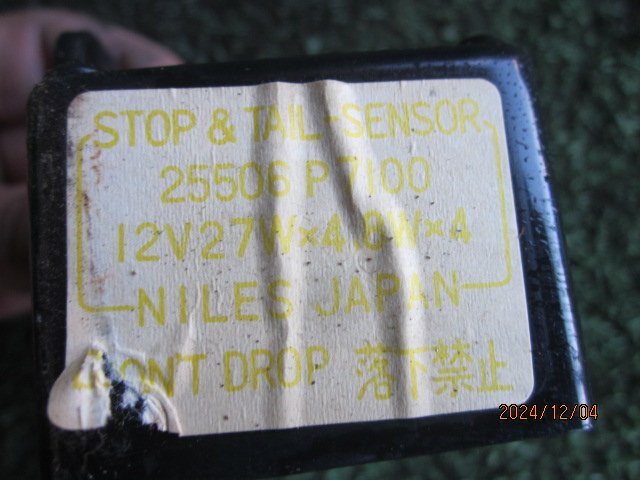 STOP & TAIL-SENSOR
25506 P7100
12V27W×4.8W×4
NILES JAPAN
DON'T DROP 落下禁止
2024/12/04